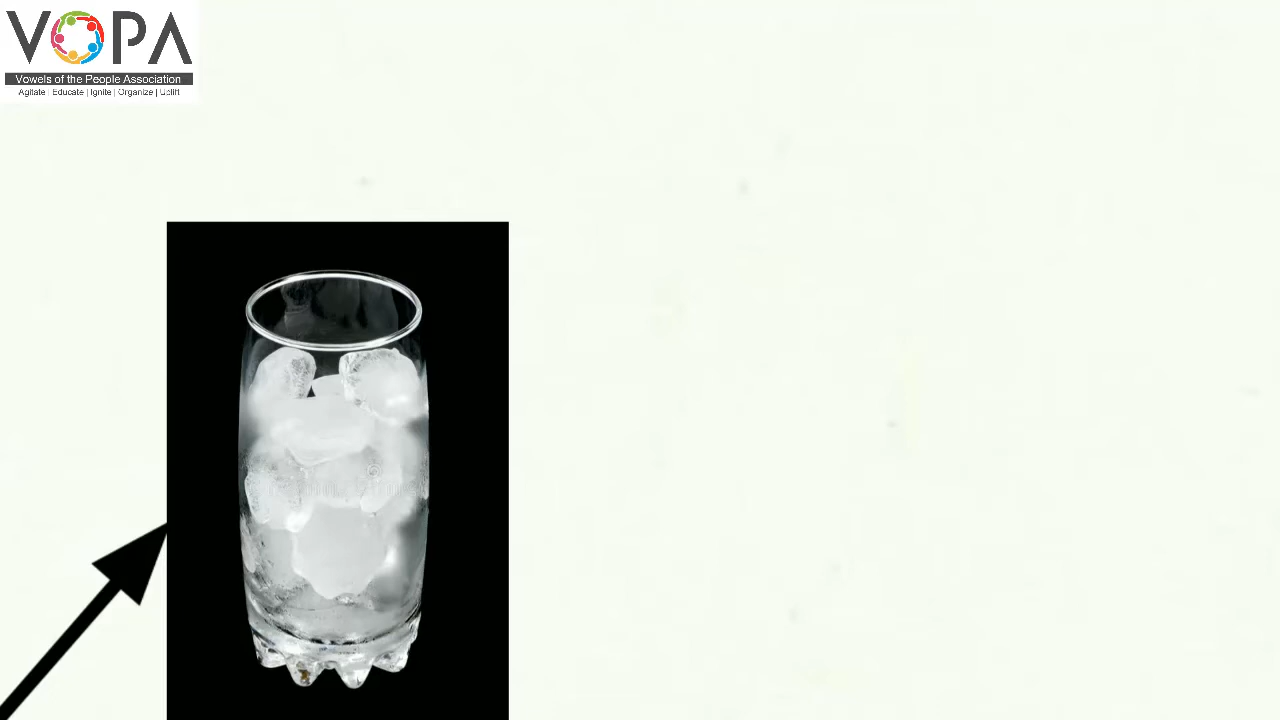 VOPA
Vowels of the People Association
Agitate | Educate | Ignite | Organize | Uplift